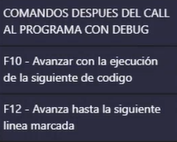 COMANDOS DESPUES DEL CALL
AL PROGRAMA CON DEBUG
F10 - Avanzar con la ejecución
de la siguiente de codigo
F12 - Avanza hasta la siguiente
linea marcada